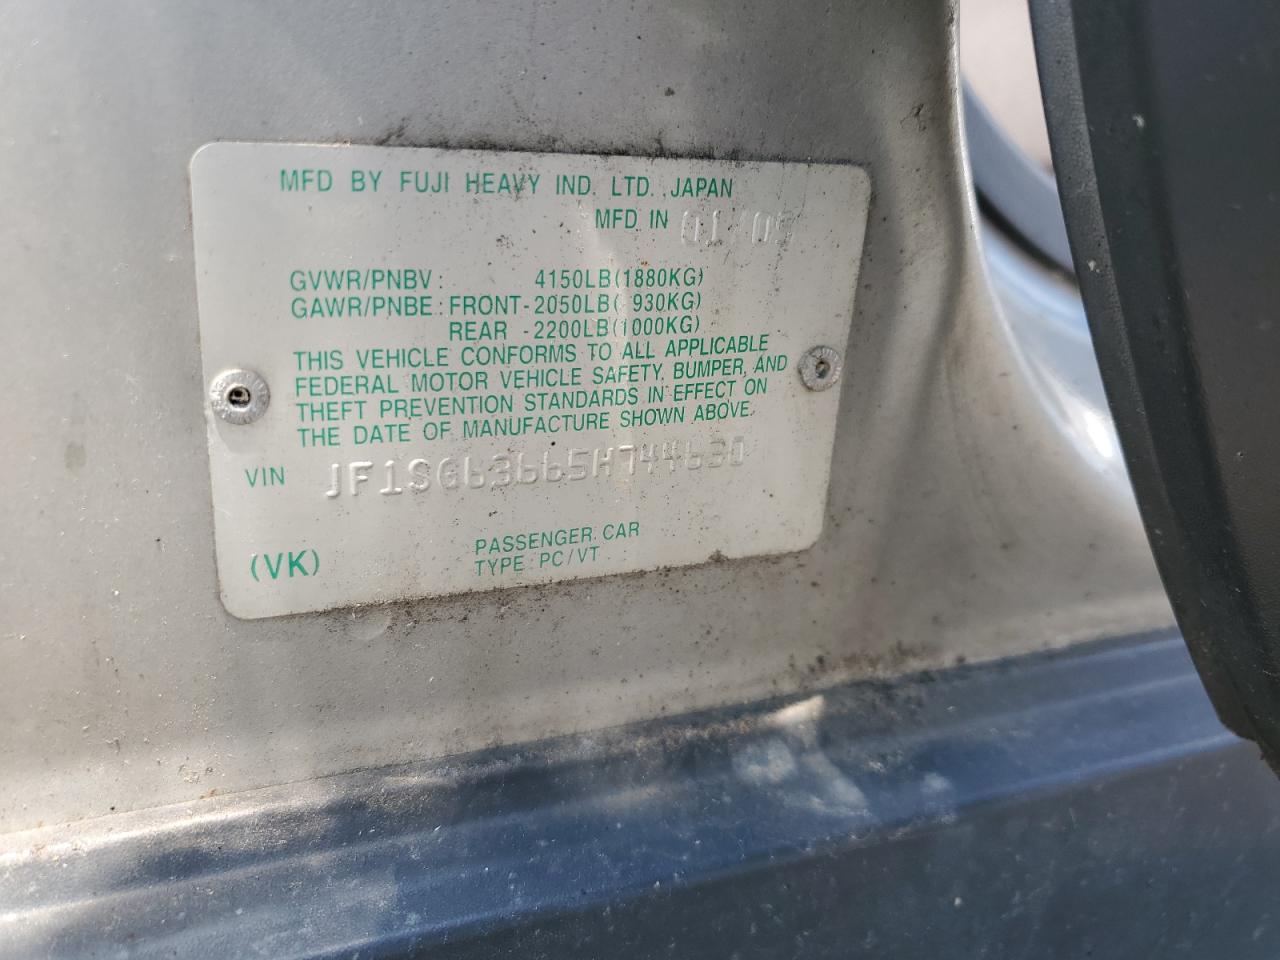 MFD BY FUJI HEAVY IND. LTD. JAPAN
MFD IN 01/05
GVWR/PNBV : 4150LB(1880KG)
GAWR/PNBE : FRONT-2050LB( 930KG)
REAR -2200LB(1000KG)
THIS VEHICLE CONFORMS TO ALL APPLICABLE
FEDERAL MOTOR VEHICLE SAFETY, BUMPER, AND
THEFT PREVENTION STANDARDS IN EFFECT ON
THE DATE OF MANUFACTURE SHOWN ABOVE.
VIN JF1SG63665H744630
(VK) PASSENGER CAR
TYPE : PC/VT